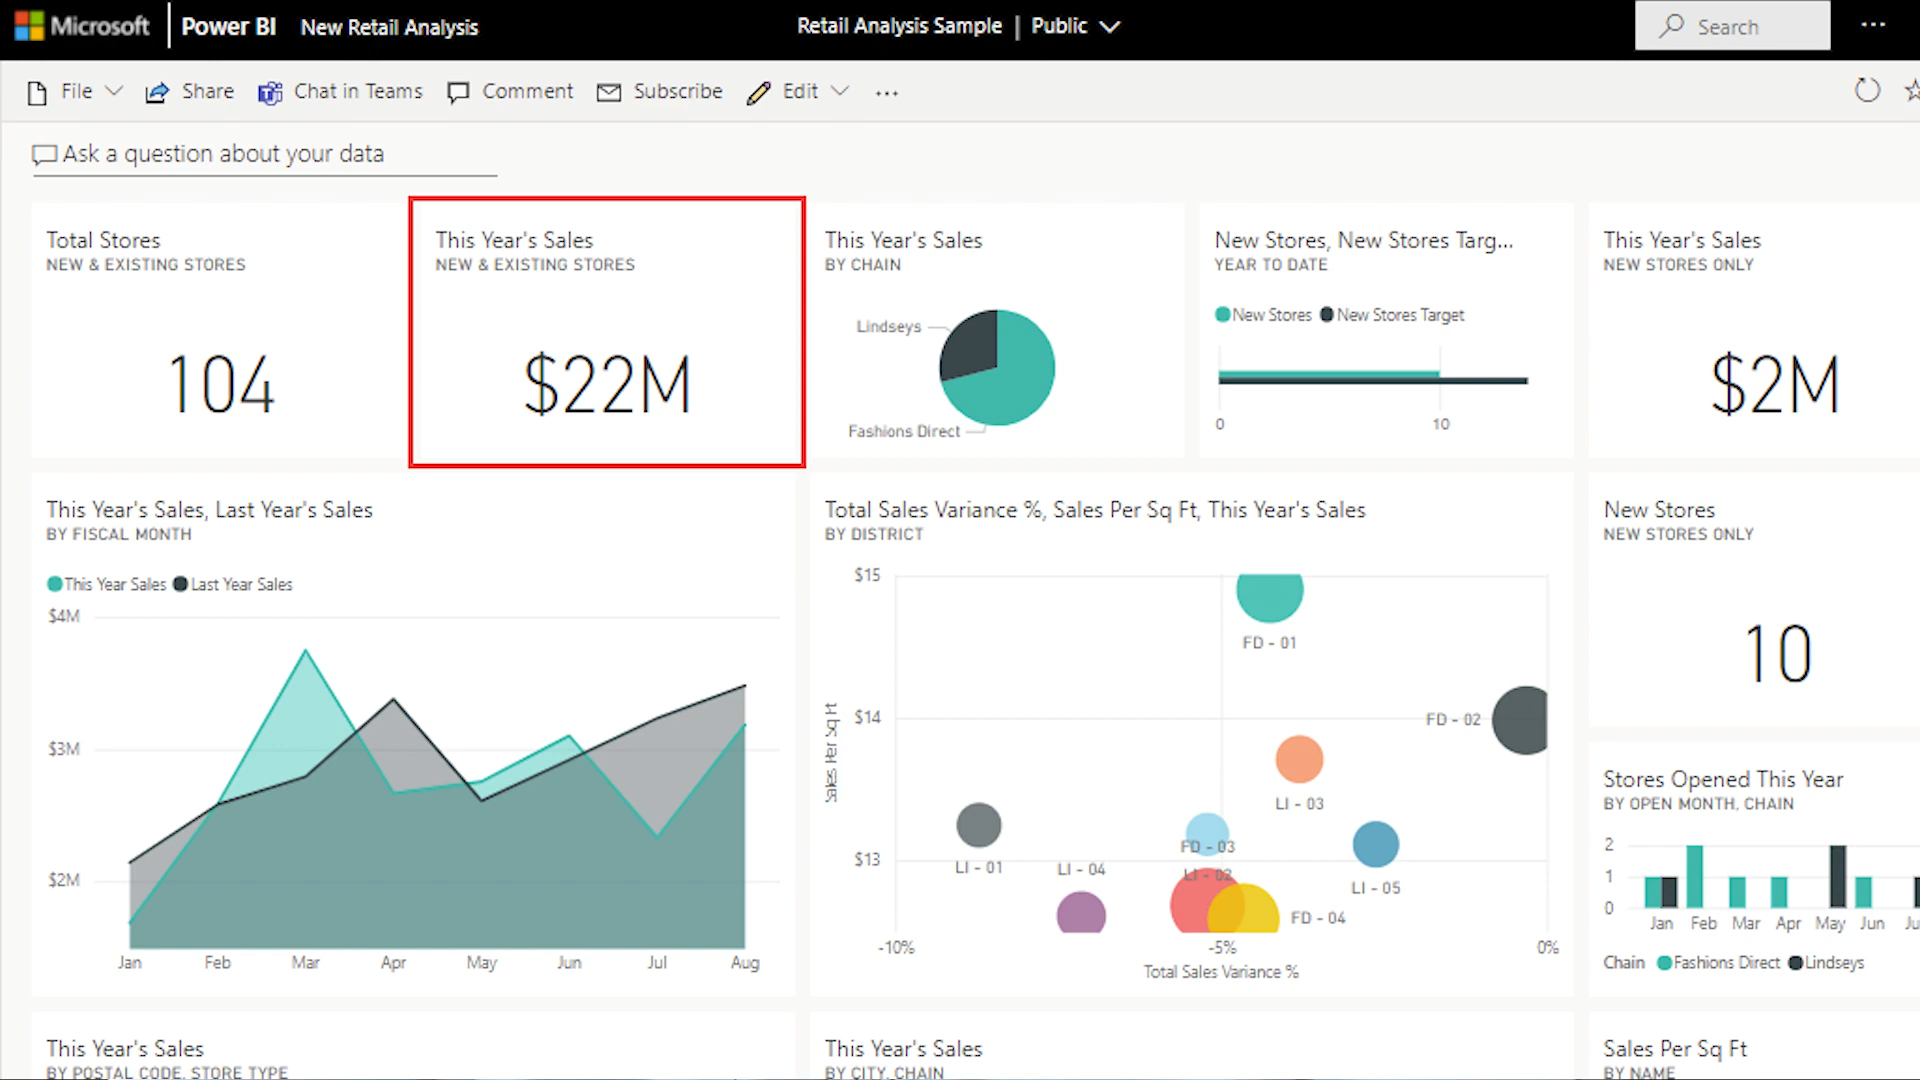 Microsoft Power BI New Retail Analysis Retail Analysis Sample | Public Search ...
File Share Chat in Teams Comment Subscribe Edit ...
Ask a question about your data
Total Stores
NEW & EXISTING STORES
104
This Year's Sales
NEW & EXISTING STORES
$22M
This Year's Sales
BY CHAIN
Lindseys
Fashions Direct
New Stores, New Stores Targ...
YEAR TO DATE
New Stores New Stores Target
0 10
This Year's Sales
NEW STORES ONLY
$2M
This Year's Sales, Last Year's Sales
BY FISCAL MONTH
This Year Sales Last Year Sales
$4M
$3M
$2M
Jan Feb Mar Apr May Jun Jul Aug
Total Sales Variance %, Sales Per Sq Ft, This Year's Sales
BY DISTRICT
Sales Per Sq Ft
$15
FD - 01
$14
FD - 02
LI - 03
$13
FD - 03
LI - 01
LI - 04
LI - 02
LI - 05
FD - 04
-10% -5% 0%
Total Sales Variance %
New Stores
NEW STORES ONLY
10
Stores Opened This Year
BY OPEN MONTH, CHAIN
2
1
0
Jan Feb Mar Apr May Jun Ju
Chain Fashions Direct Lindseys
This Year's Sales
BY POSTAL CODE, STORE TYPE
This Year's Sales
BY CITY, CHAIN
Sales Per Sq Ft
BY NAME